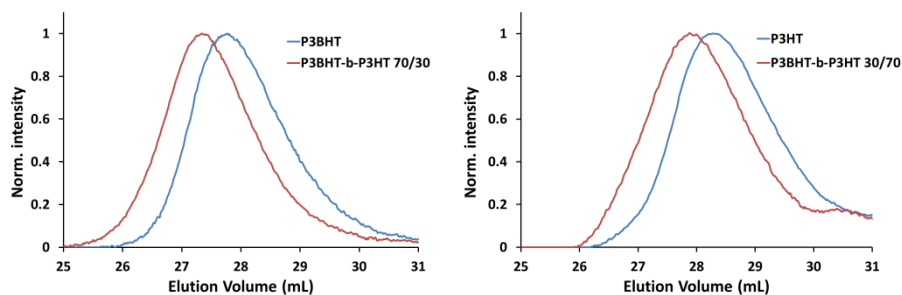 1
0.8
0.6
0.4
0.2
0
Norm. intensity
25 26 27 28 29 30 31
Elution Volume (mL)
P3BHT
P3BHT-b-P3HT 70/30
1
0.8
0.6
0.4
0.2
0
Norm. intensity
25 26 27 28 29 30 31
Elution Volume (mL)
P3HT
P3BHT-b-P3HT 30/70